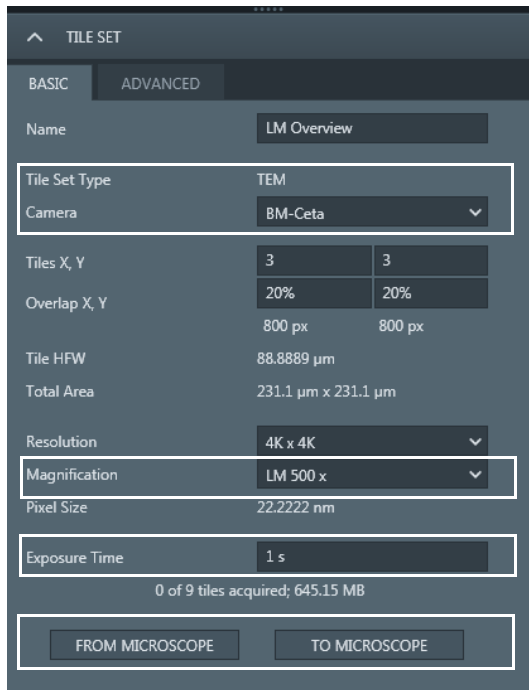 TILE SET
BASIC ADVANCED
Name LM Overview
Tile Set Type TEM
Camera BM-Ceta
Tiles X, Y 3 3
Overlap X, Y 20% 20%
800 px 800 px
Tile HFW 88.8889 µm
Total Area 231.1 µm x 231.1 µm
Resolution 4K x 4K
Magnification LM 500 x
Pixel Size 22.2222 nm
Exposure Time 1 s
0 of 9 tiles acquired; 645.15 MB
FROM MICROSCOPE TO MICROSCOPE